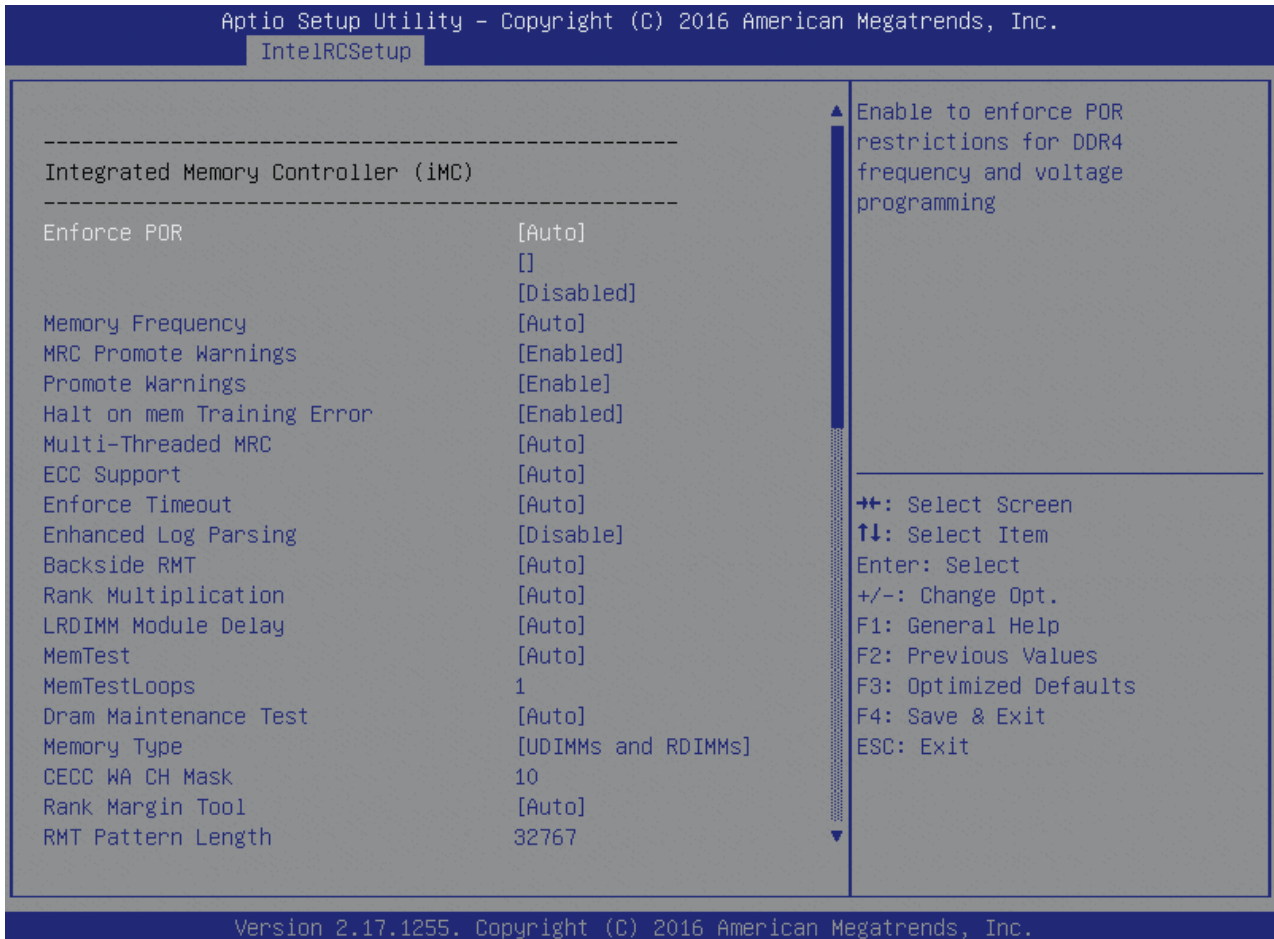 Aptio Setup Utility – Copyright (C) 2016 American Megatrends, Inc.
IntelRCSetup
------------------------------------------------
Integrated Memory Controller (iMC)
------------------------------------------------
Enforce POR [Auto]
[]
[Disabled]
Memory Frequency [Auto]
MRC Promote Warnings [Enabled]
Promote Warnings [Enable]
Halt on mem Training Error [Enabled]
Multi-Threaded MRC [Auto]
ECC Support [Auto]
Enforce Timeout [Auto]
Enhanced Log Parsing [Disable]
Backside RMT [Auto]
Rank Multiplication [Auto]
LRDIMM Module Delay [Auto]
MemTest [Auto]
MemTestLoops 1
Dram Maintenance Test [Auto]
Memory Type [UDIMMs and RDIMMs]
CECC WA CH Mask 10
Rank Margin Tool [Auto]
RMT Pattern Length 32767
Enable to enforce POR
restrictions for DDR4
frequency and voltage
programming
→←: Select Screen
↑↓: Select Item
Enter: Select
+/-: Change Opt.
F1: General Help
F2: Previous Values
F3: Optimized Defaults
F4: Save & Exit
ESC: Exit
Version 2.17.1255. Copyright (C) 2016 American Megatrends, Inc.